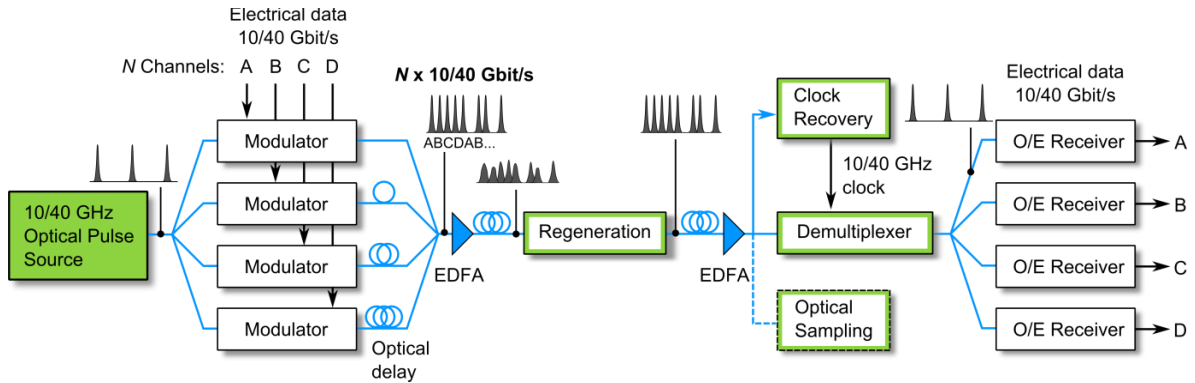 Electrical data
10/40 Gbit/s
N Channels: A B C D
N x 10/40 Gbit/s
ABCDAB...
Modulator
Modulator
Modulator
Modulator
10/40 GHz
Optical Pulse
Source
Optical
delay
EDFA
Regeneration
EDFA
Clock
Recovery
10/40 GHz
clock
Demultiplexer
Optical
Sampling
Electrical data
10/40 Gbit/s
O/E Receiver A
O/E Receiver B
O/E Receiver C
O/E Receiver D